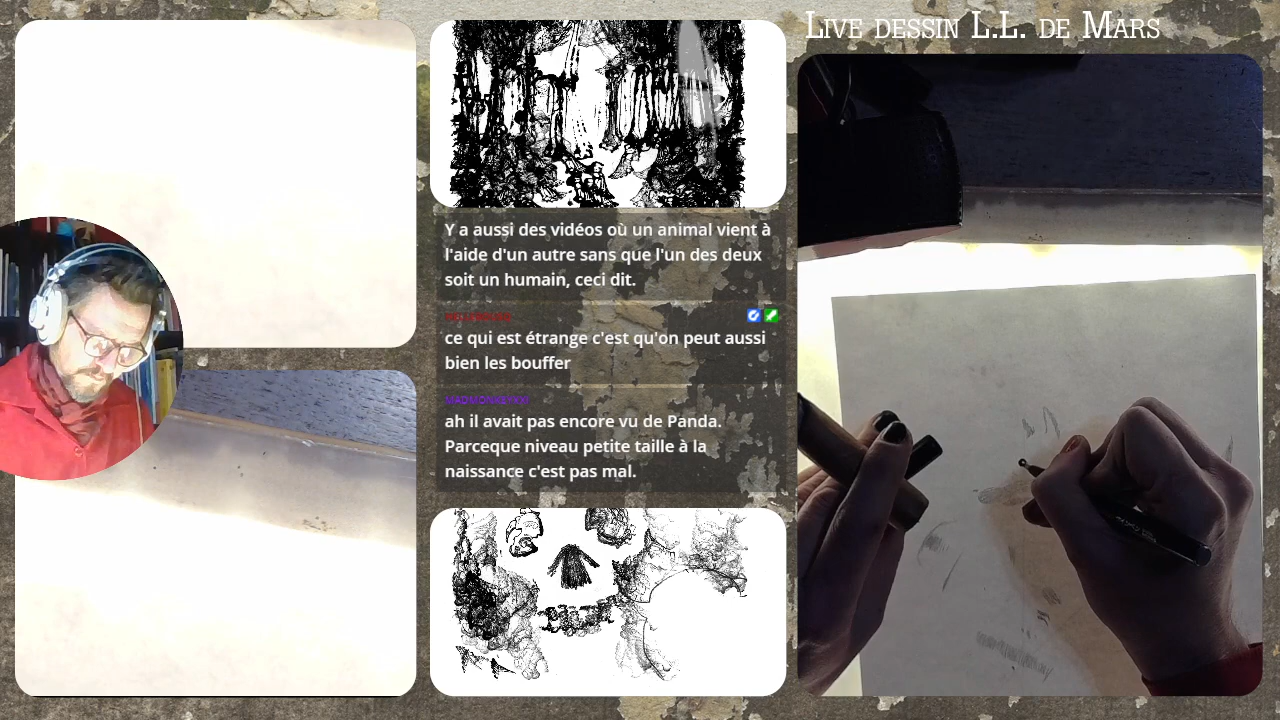 Live dessin L.L. de Mars
Y a aussi des vidéos où un animal vient à
l'aide d'un autre sans que l'un des deux
soit un humain, ceci dit.
ce qui est étrange c'est qu'on peut aussi
bien les bouffer
ah il avait pas encore vu de Panda.
Parceque niveau petite taille à la
naissance c'est pas mal.